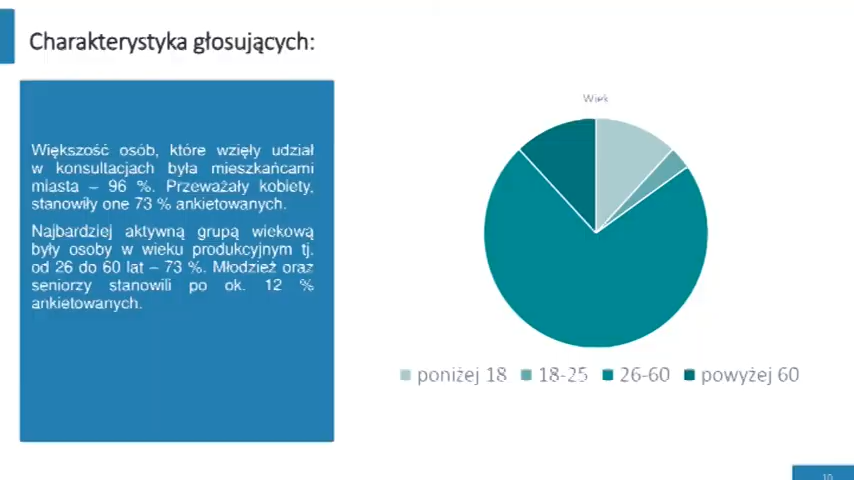 Charakterystyka głosujących:
Większość osób, które wzięły udział
w konsultacjach była mieszkańcami
miasta – 96 %. Przeważały kobiety,
stanowiły one 73 % ankietowanych.
Najbardziej aktywną grupą wiekową
były osoby w wieku produkcyjnym tj.
od 26 do 60 lat – 73 %. Młodzież oraz
seniorzy stanowili po ok. 12 %
ankietowanych.
Wiek
poniżej 18 18-25 26-60 powyżej 60
10